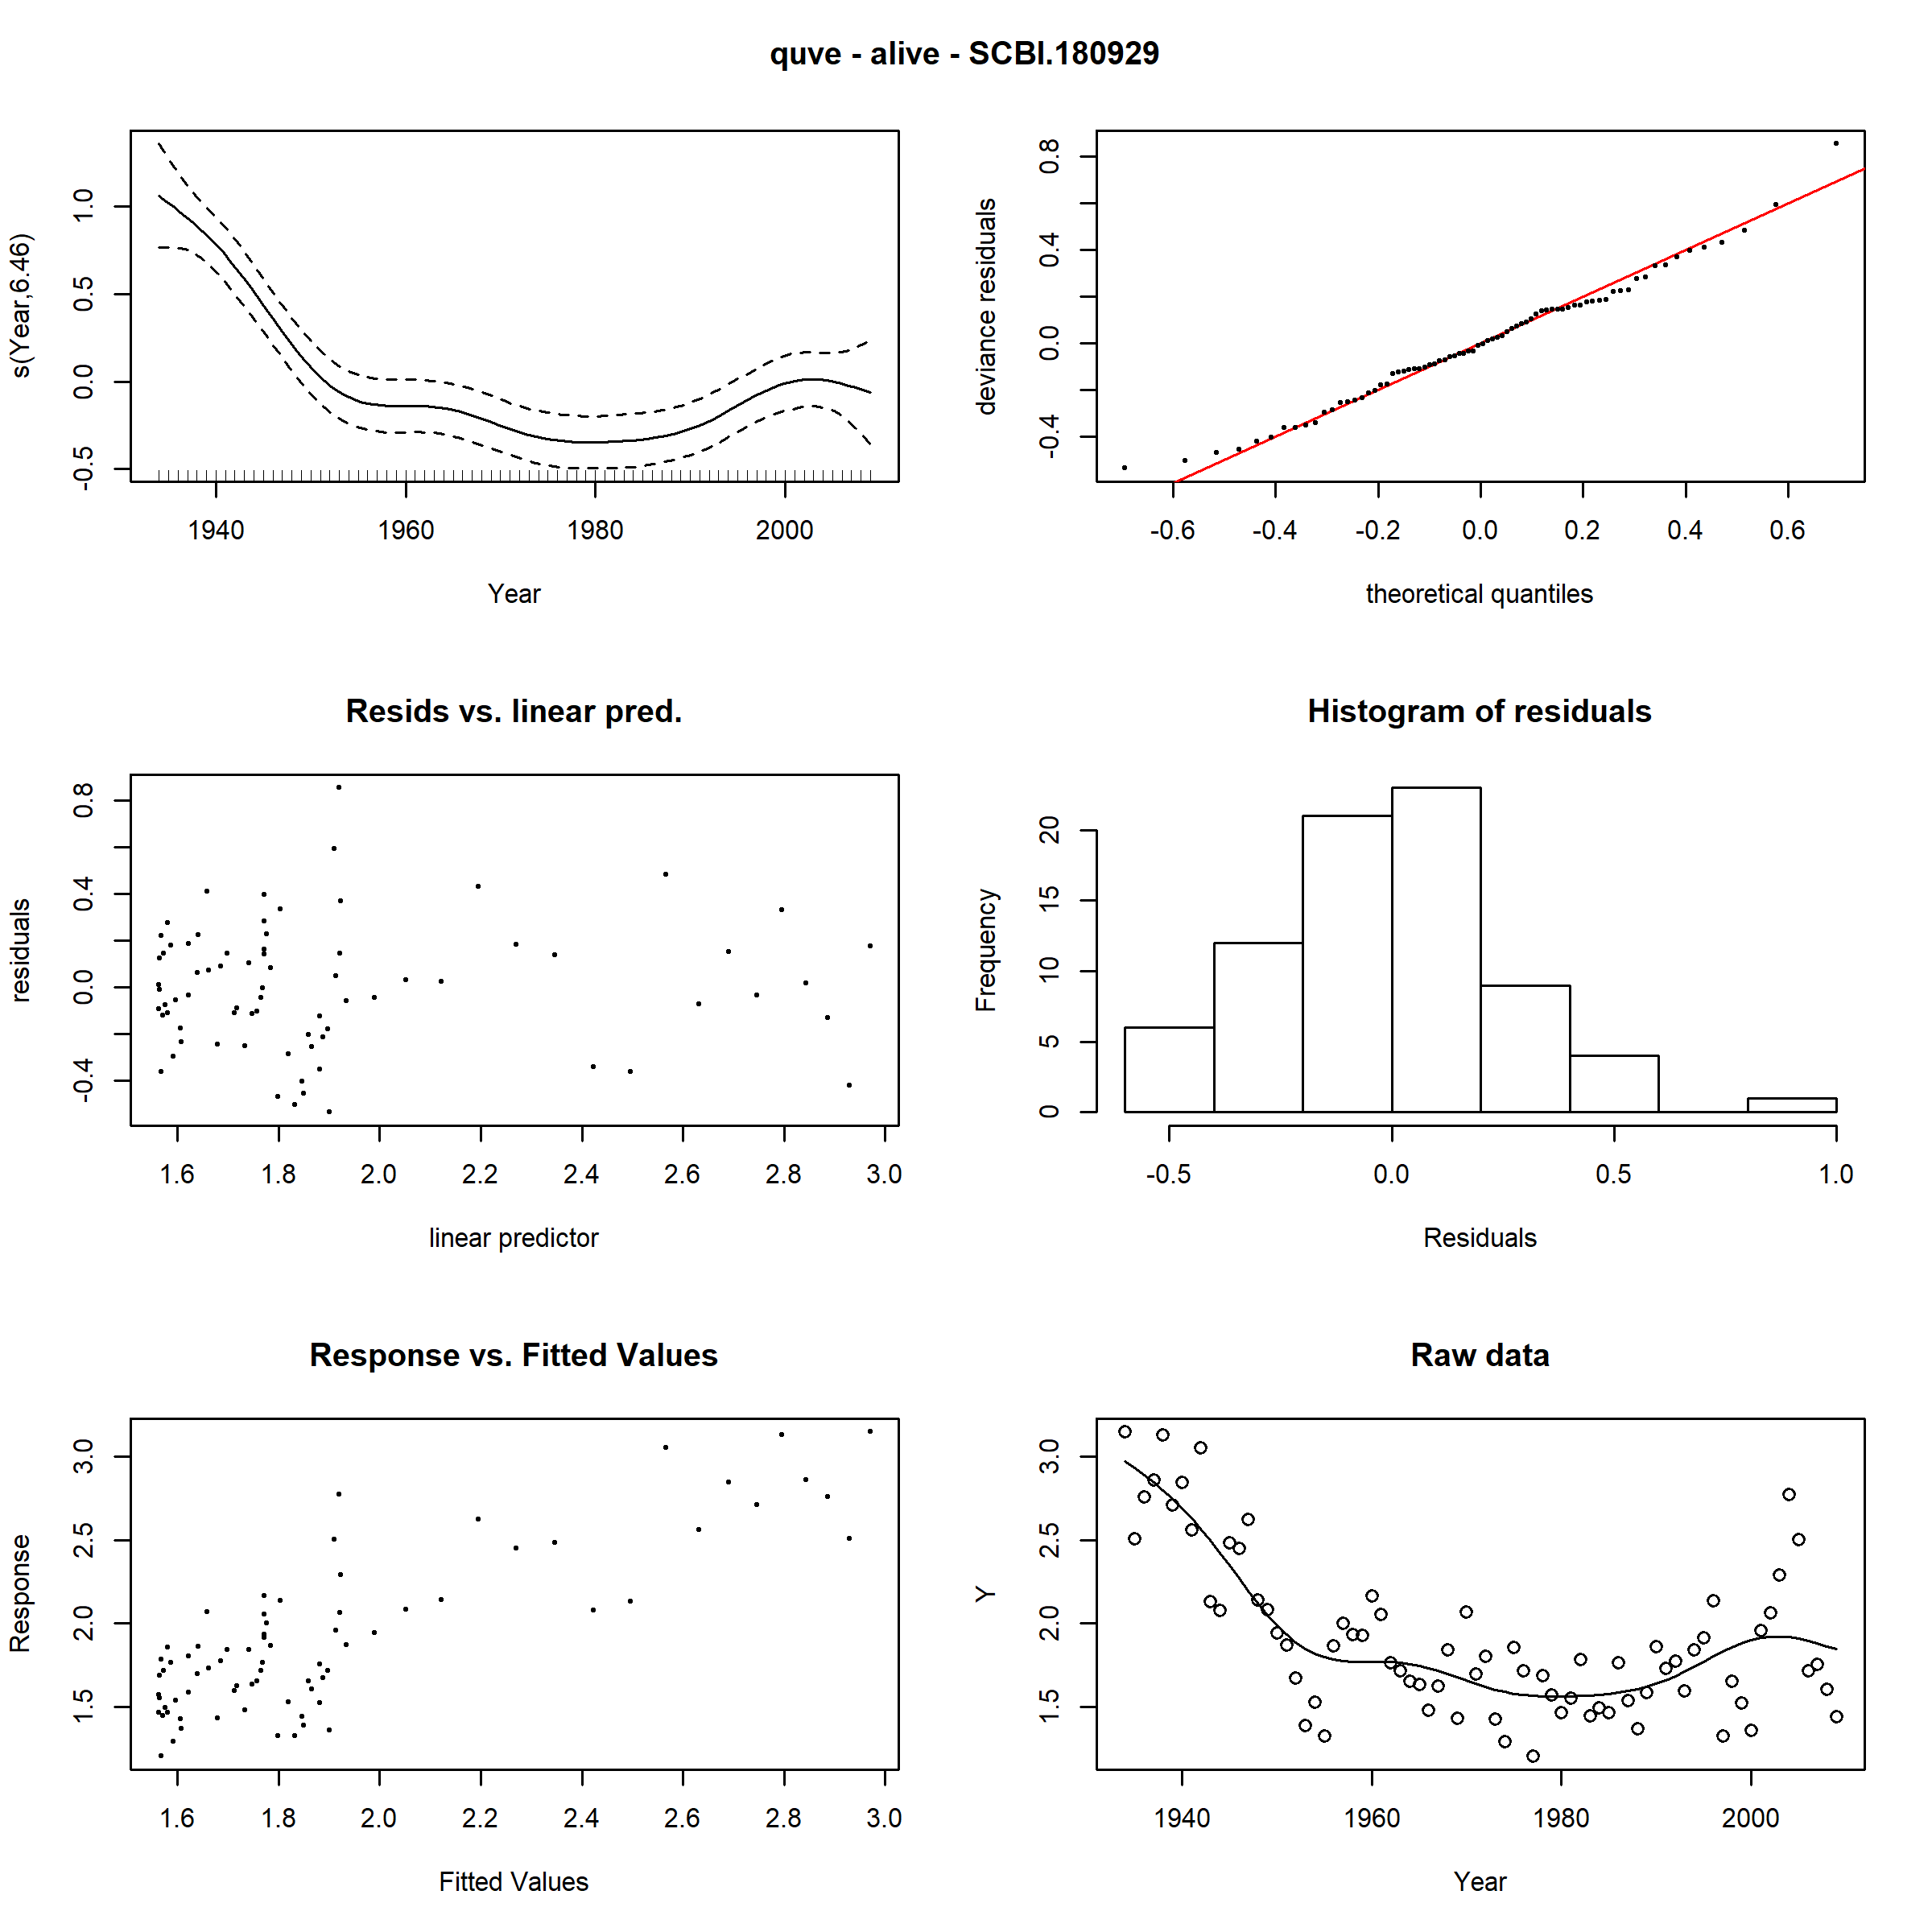 quve - alive - SCBI.180929
s(Year,6.46)
1.0
0.5
0.0
-0.5
1940 1960 1980 2000
Year
deviance residuals
0.8
0.4
0.0
-0.4
-0.6 -0.4 -0.2 0.0 0.2 0.4 0.6
theoretical quantiles
Resids vs. linear pred.
residuals
0.8
0.4
0.0
-0.4
1.6 1.8 2.0 2.2 2.4 2.6 2.8 3.0
linear predictor
Histogram of residuals
Frequency
20
15
10
5
0
-0.5 0.0 0.5 1.0
Residuals
Response vs. Fitted Values
Response
3.0
2.5
2.0
1.5
1.6 1.8 2.0 2.2 2.4 2.6 2.8 3.0
Fitted Values
Raw data
Y
3.0
2.5
2.0
1.5
1940 1960 1980 2000
Year